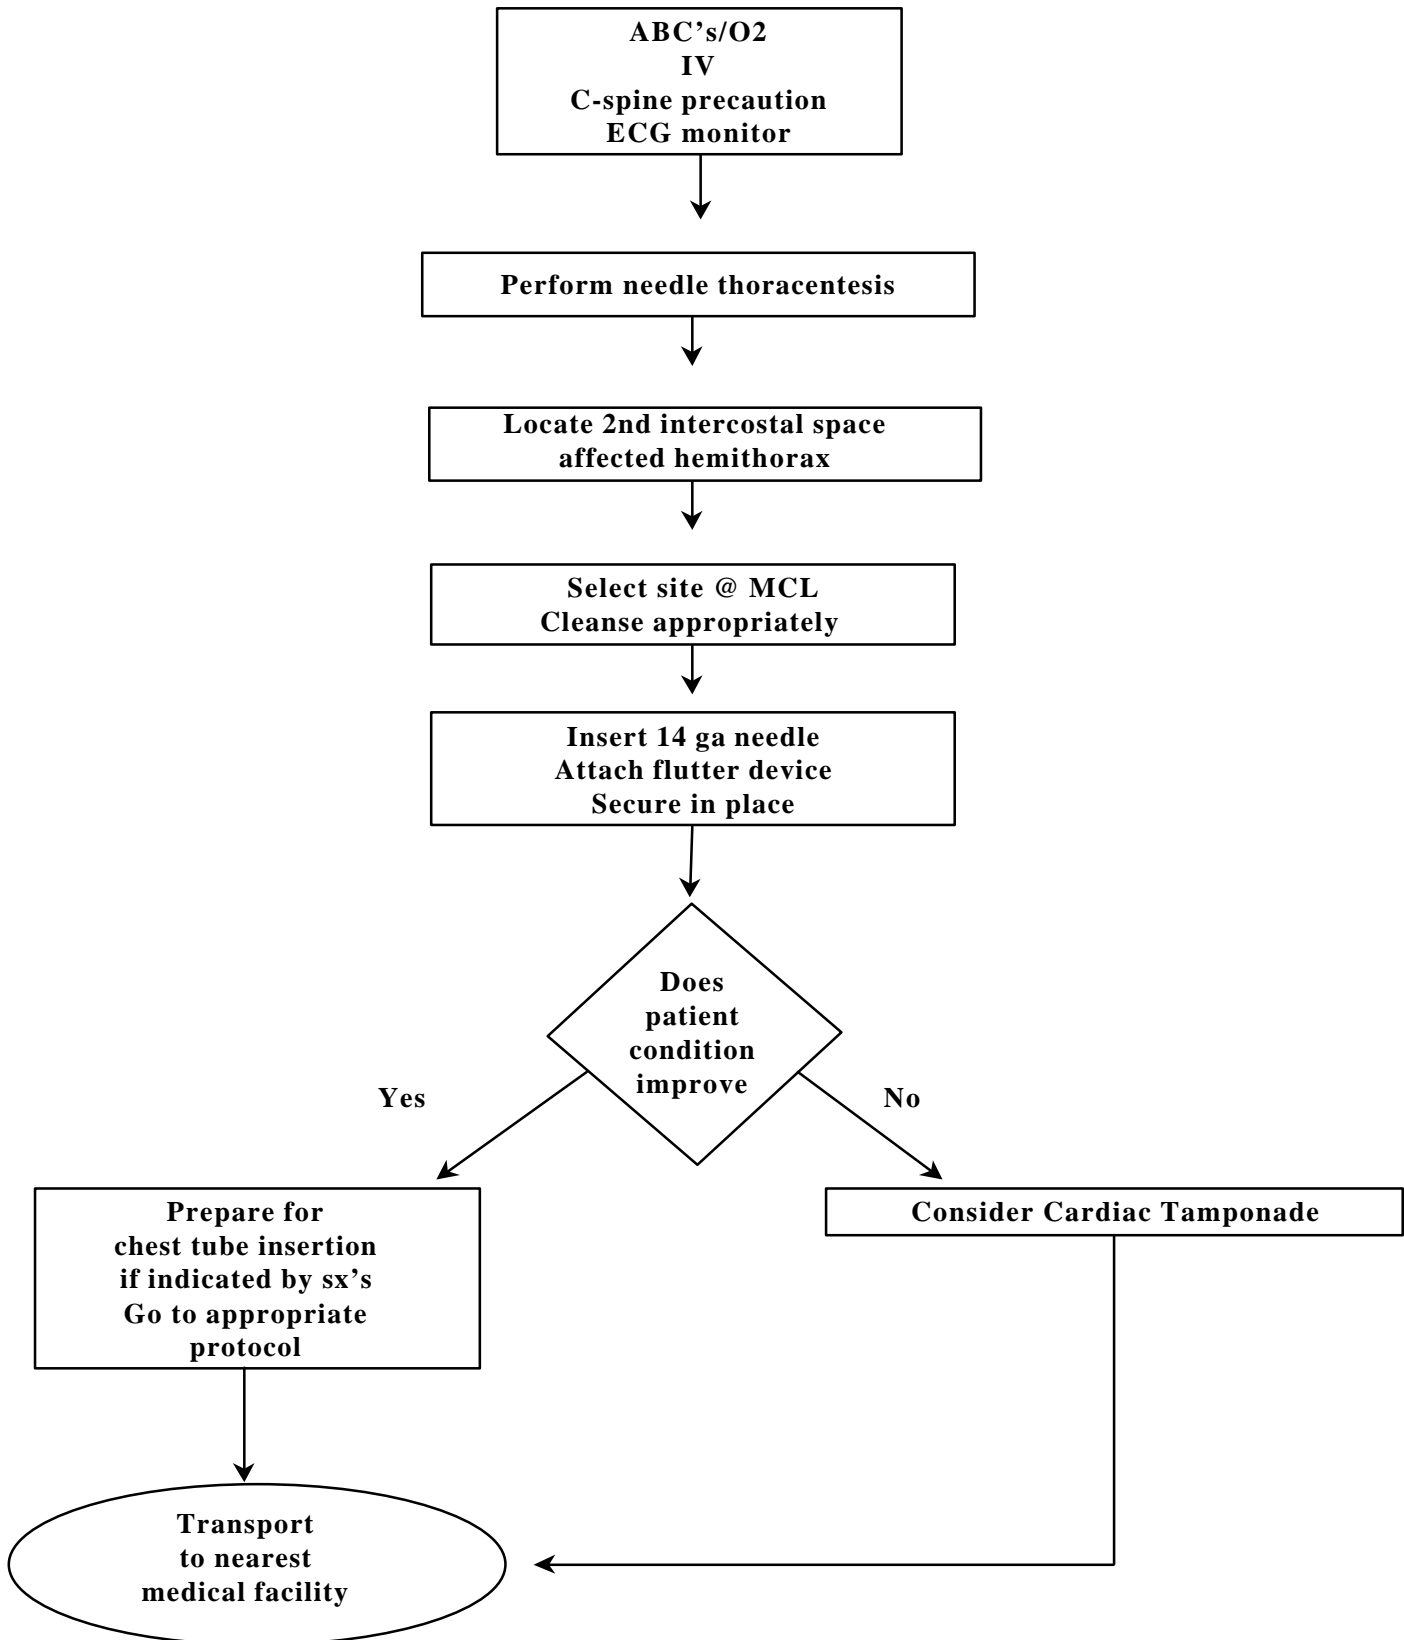 ABC’s/O2
IV
C-spine precaution
ECG monitor
Perform needle thoracentesis
Locate 2nd intercostal space
affected hemithorax
Select site @ MCL
Cleanse appropriately
Insert 14 ga needle
Attach flutter device
Secure in place
Does
patient
condition
improve
Yes
No
Prepare for
chest tube insertion
if indicated by sx’s
Go to appropriate
protocol
Consider Cardiac Tamponade
Transport
to nearest
medical facility